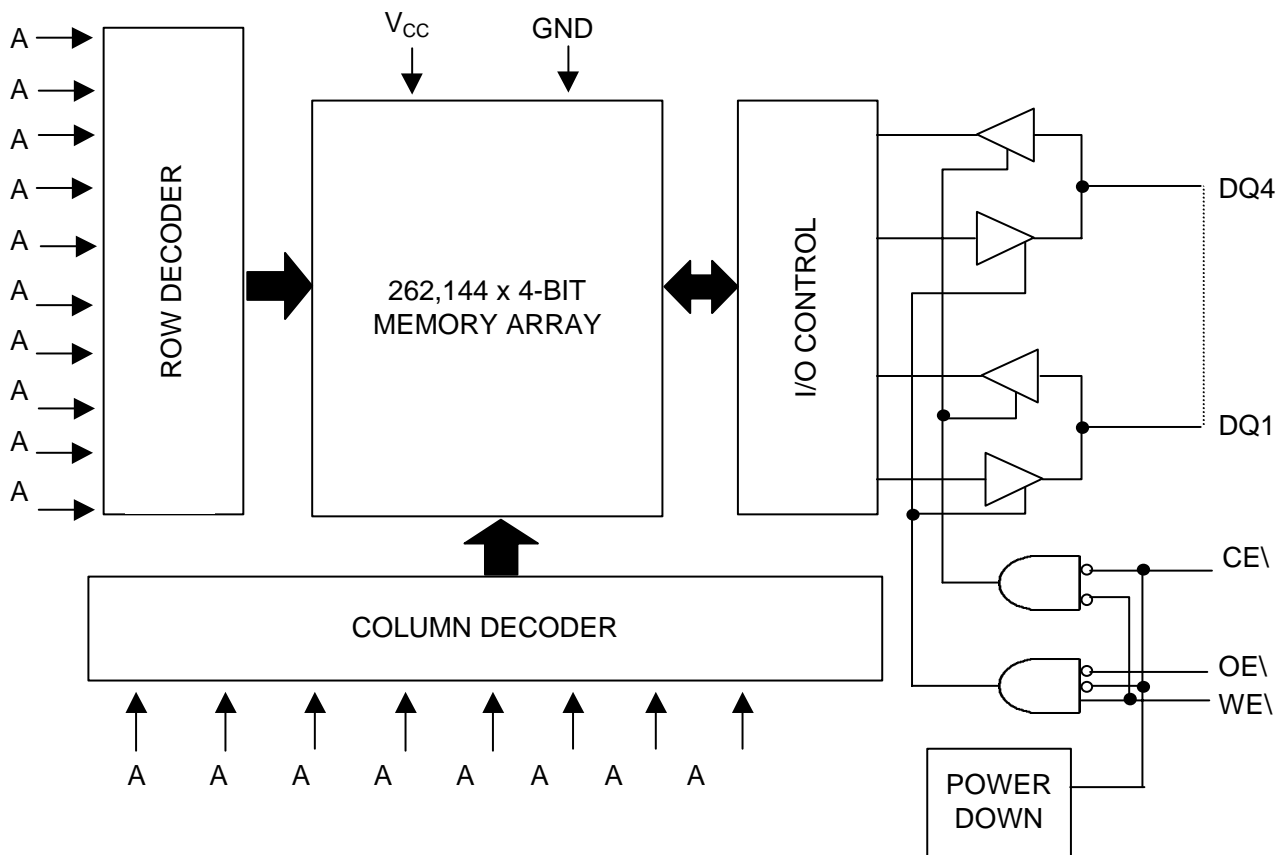 V_CC
GND
A
A
A
A
A
A
A
A
A
A
ROW DECODER
262,144 x 4-BIT
MEMORY ARRAY
I/O CONTROL
DQ4
DQ1
CE\
OE\
WE\
COLUMN DECODER
A
A
A
A
A
A
A
A
POWER
DOWN